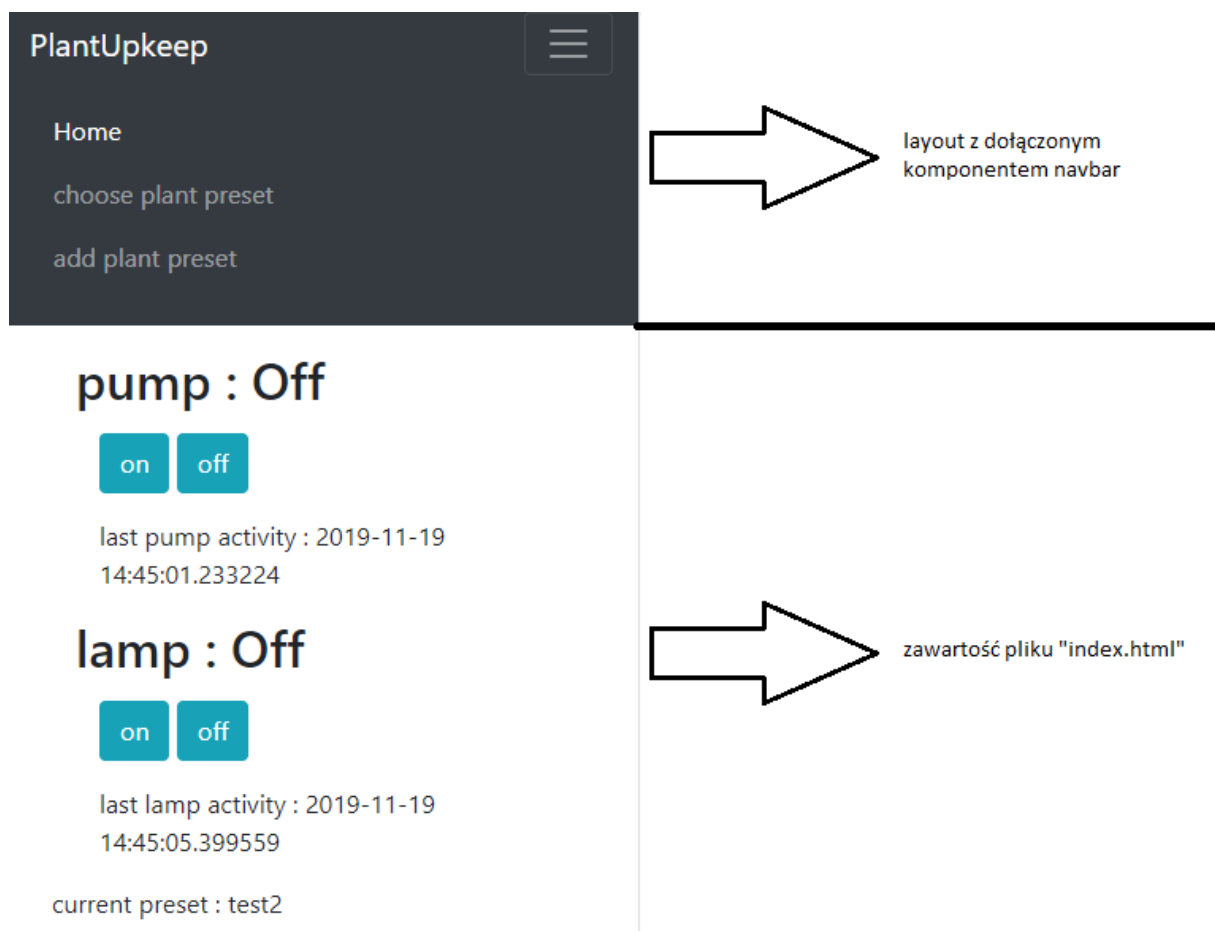 PlantUpkeep
Home
choose plant preset
add plant preset
layout z dołączonym
komponentem navbar
pump : Off
on off
last pump activity : 2019-11-19
14:45:01.233224
lamp : Off
on off
last lamp activity : 2019-11-19
14:45:05.399559
current preset : test2
zawartość pliku "index.html"